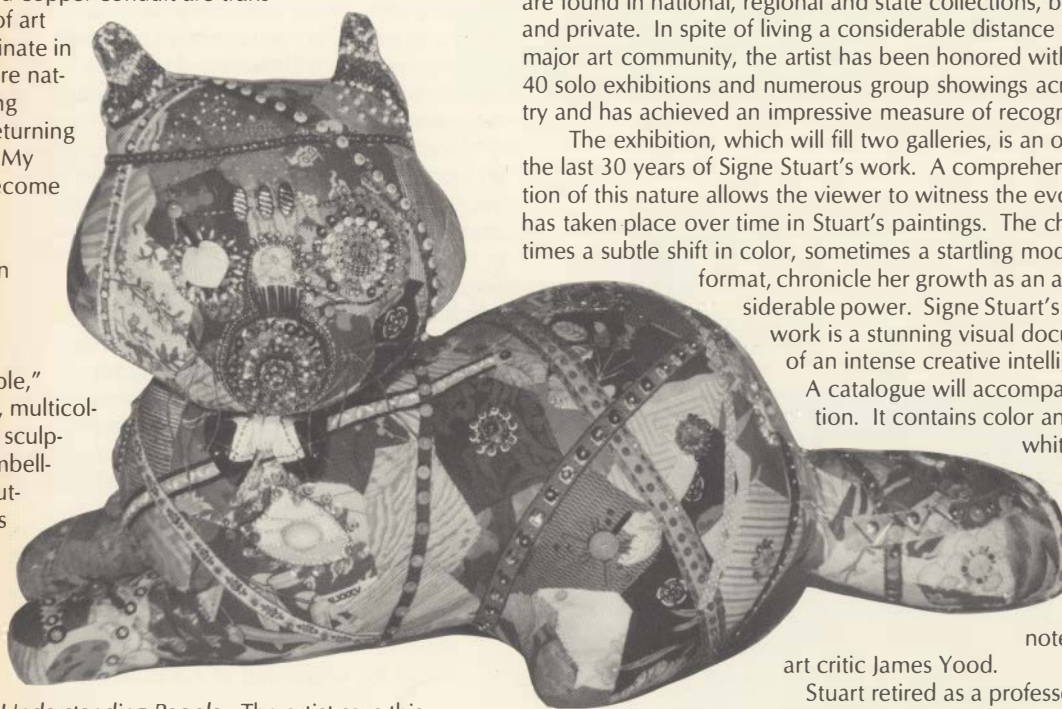 d copper conduit are trans-
of art
inate in
re nat-
ng
eturning
My
ecome
n
ple,"
, multicol-
sculp-
nbell-
ut-
s
Understanding People. The artist says this
are found in national, regional and state collections, b
and private. In spite of living a considerable distance
major art community, the artist has been honored with
40 solo exhibitions and numerous group showings acr
try and has achieved an impressive measure of recogn
The exhibition, which will fill two galleries, is an o
the last 30 years of Signe Stuart's work. A comprehen
tion of this nature allows the viewer to witness the evo
has taken place over time in Stuart's paintings. The ch
times a subtle shift in color, sometimes a startling mod
format, chronicle her growth as an a
siderable power. Signe Stuart's
work is a stunning visual docu
of an intense creative intelli
A catalogue will accompa
tion. It contains color an
whit
note
art critic James Yood.
Stuart retired as a profess